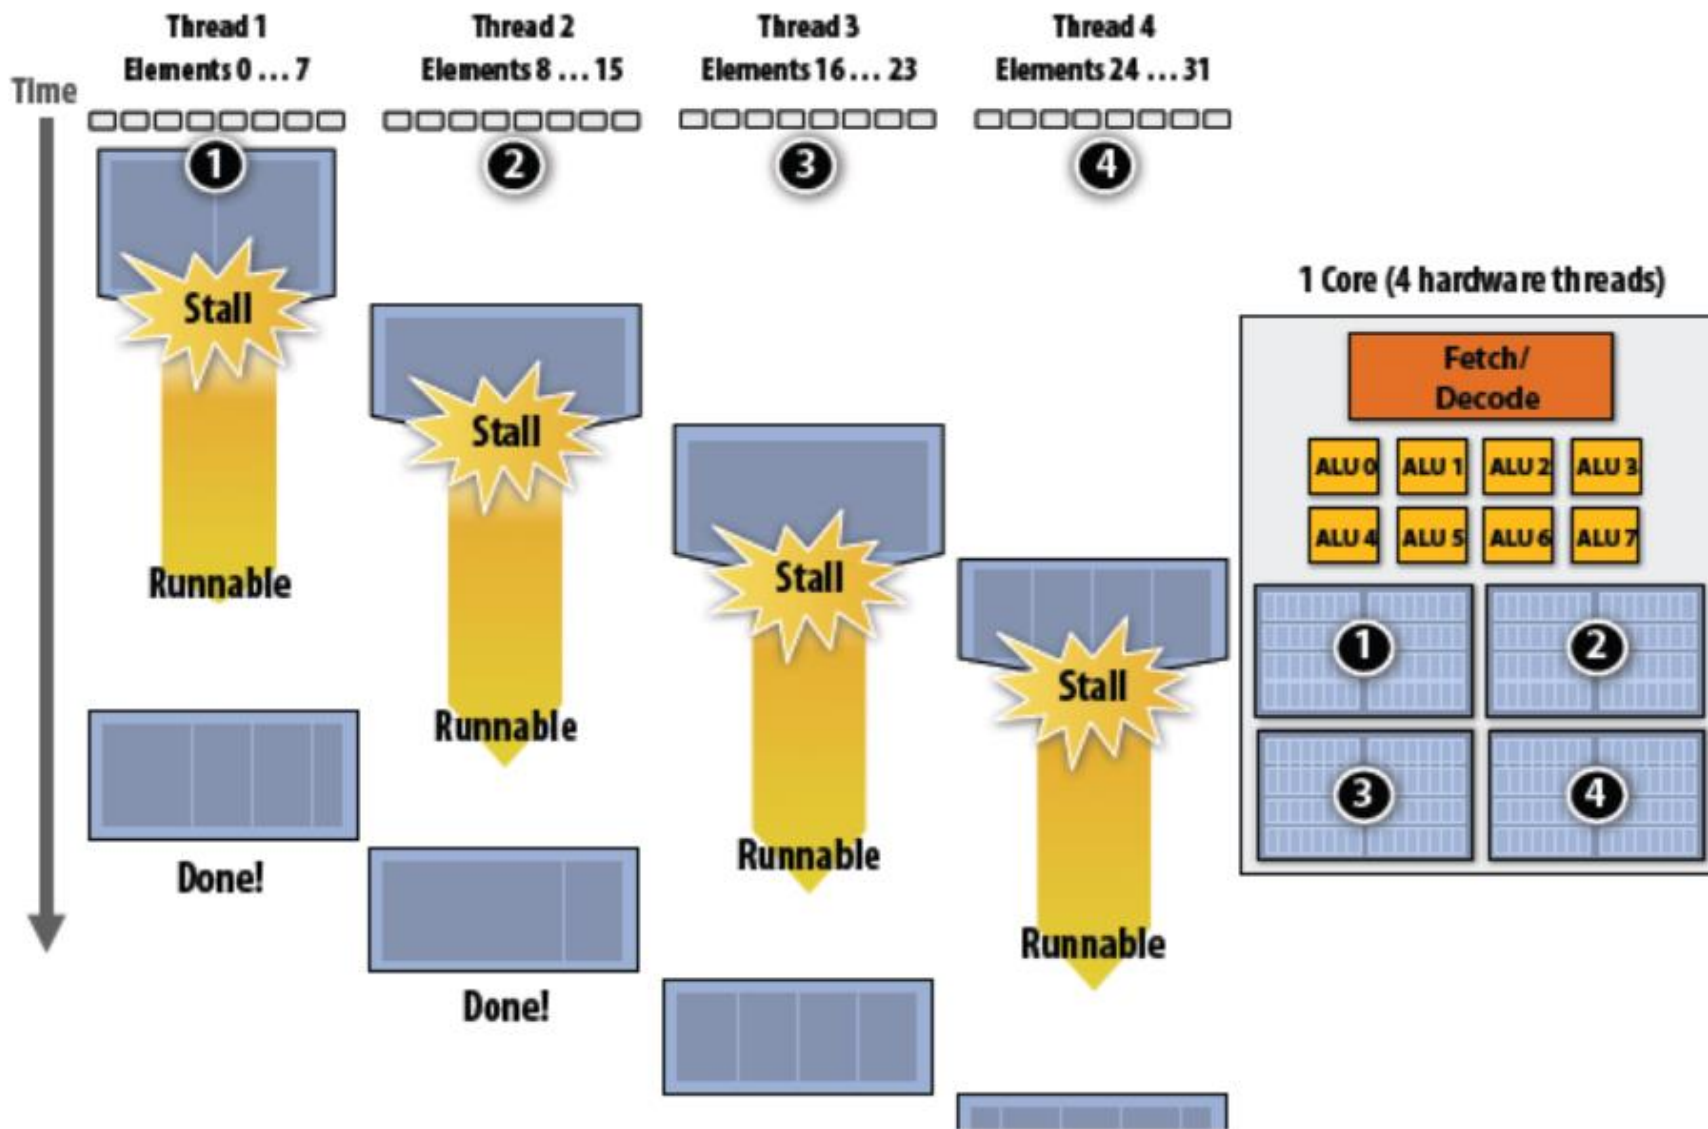 Thread 1
Elements 0 ... 7
Thread 2
Elements 8 ... 15
Thread 3
Elements 16 ... 23
Thread 4
Elements 24 ... 31
Time
1
2
3
4
Stall
Runnable
Done!
Stall
Runnable
Done!
Stall
Runnable
Stall
Runnable
1 Core (4 hardware threads)
Fetch/
Decode
ALU 0
ALU 1
ALU 2
ALU 3
ALU 4
ALU 5
ALU 6
ALU 7
1
2
3
4